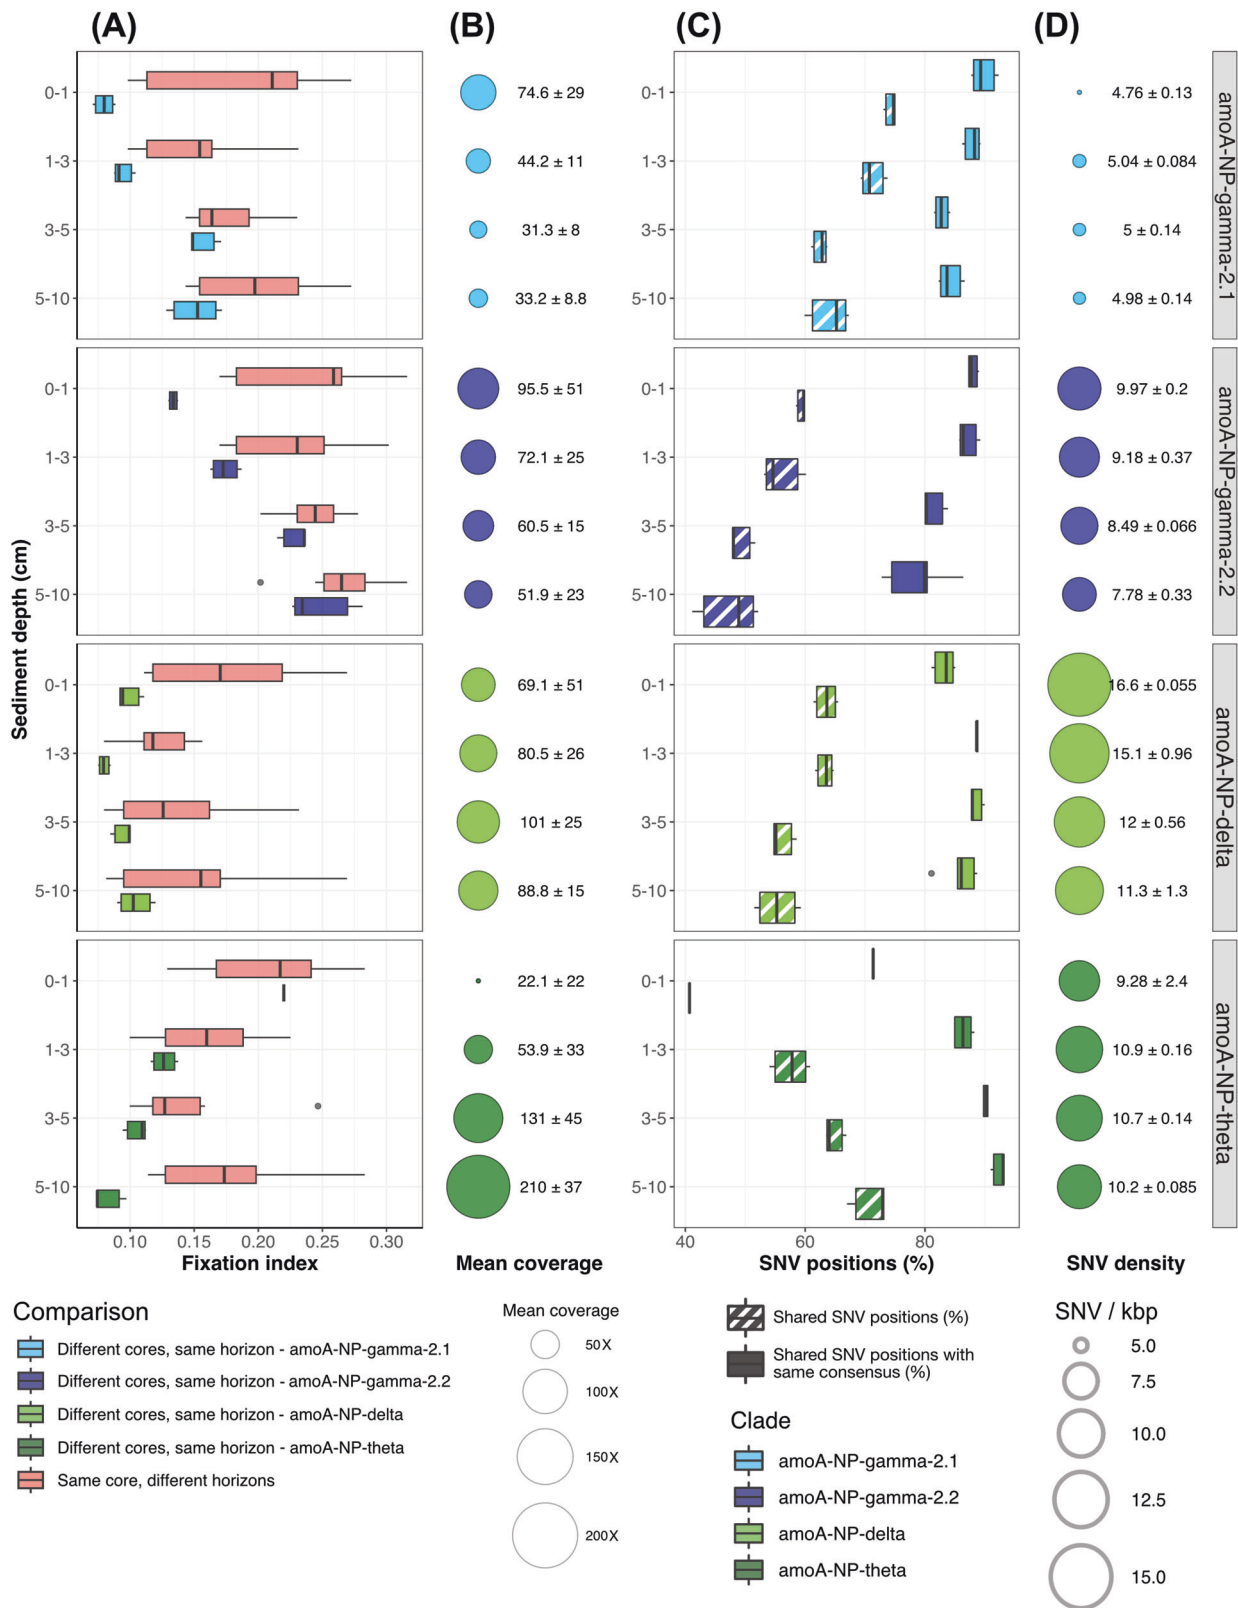 (A) (B) (C) (D)
Sediment depth (cm)
0-1 74.6 ± 29 0-1 4.76 ± 0.13
1-3 44.2 ± 11 1-3 5.04 ± 0.084
3-5 31.3 ± 8 3-5 5 ± 0.14
5-10 33.2 ± 8.8 5-10 4.98 ± 0.14
amoA-NP-gamma-2.1
0-1 95.5 ± 51 0-1 9.97 ± 0.2
1-3 72.1 ± 25 1-3 9.18 ± 0.37
3-5 60.5 ± 15 3-5 8.49 ± 0.066
5-10 51.9 ± 23 5-10 7.78 ± 0.33
amoA-NP-gamma-2.2
0-1 69.1 ± 51 0-1 16.6 ± 0.055
1-3 80.5 ± 26 1-3 15.1 ± 0.96
3-5 101 ± 25 3-5 12 ± 0.56
5-10 88.8 ± 15 5-10 11.3 ± 1.3
amoA-NP-delta
0-1 22.1 ± 22 0-1 9.28 ± 2.4
1-3 53.9 ± 33 1-3 10.9 ± 0.16
3-5 131 ± 45 3-5 10.7 ± 0.14
5-10 210 ± 37 5-10 10.2 ± 0.085
amoA-NP-theta
0.10 0.15 0.20 0.25 0.30 40 60 80
Fixation index Mean coverage SNV positions (%) SNV density
Comparison
Different cores, same horizon - amoA-NP-gamma-2.1
Different cores, same horizon - amoA-NP-gamma-2.2
Different cores, same horizon - amoA-NP-delta
Different cores, same horizon - amoA-NP-theta
Same core, different horizons
Mean coverage
50X
100X
150X
200X
Shared SNV positions (%)
Shared SNV positions with
same consensus (%)
Clade
amoA-NP-gamma-2.1
amoA-NP-gamma-2.2
amoA-NP-delta
amoA-NP-theta
SNV / kbp
5.0
7.5
10.0
12.5
15.0